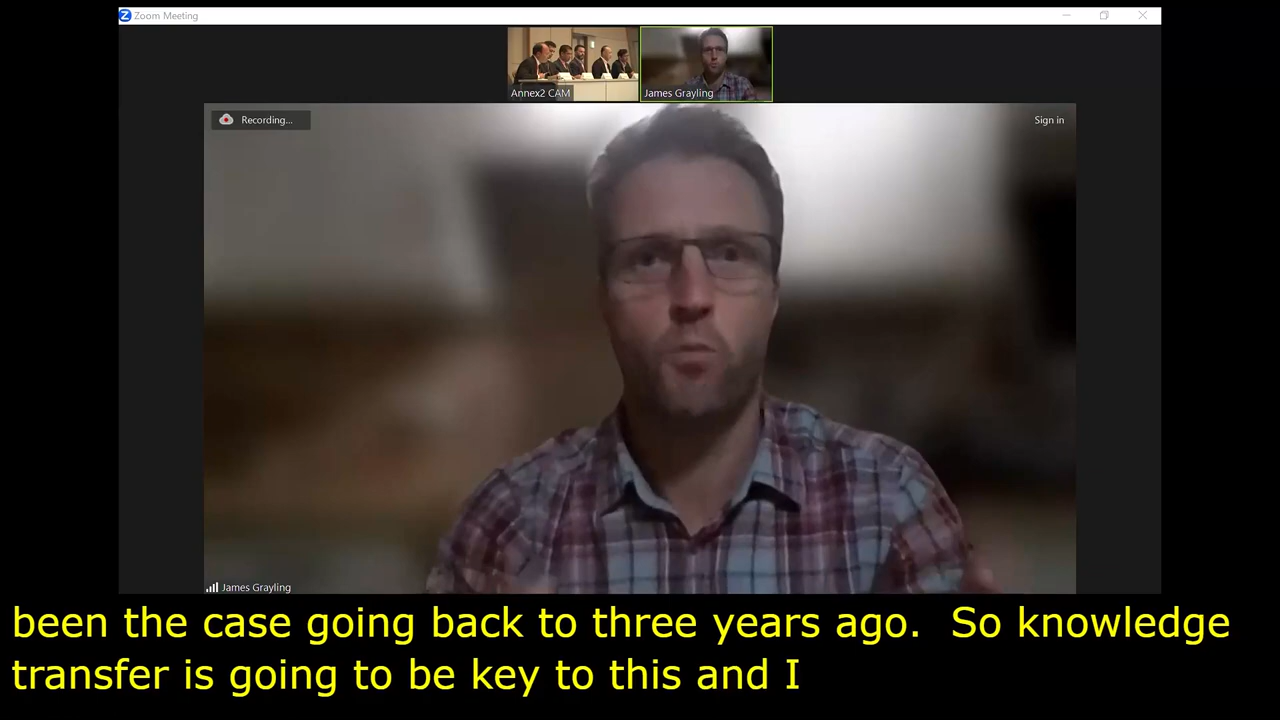 Zoom Meeting
Annex2 CAM
James Grayling
Recording...
Sign in
James Grayling
been the case going back to three years ago.  So knowledge
transfer is going to be key to this and I